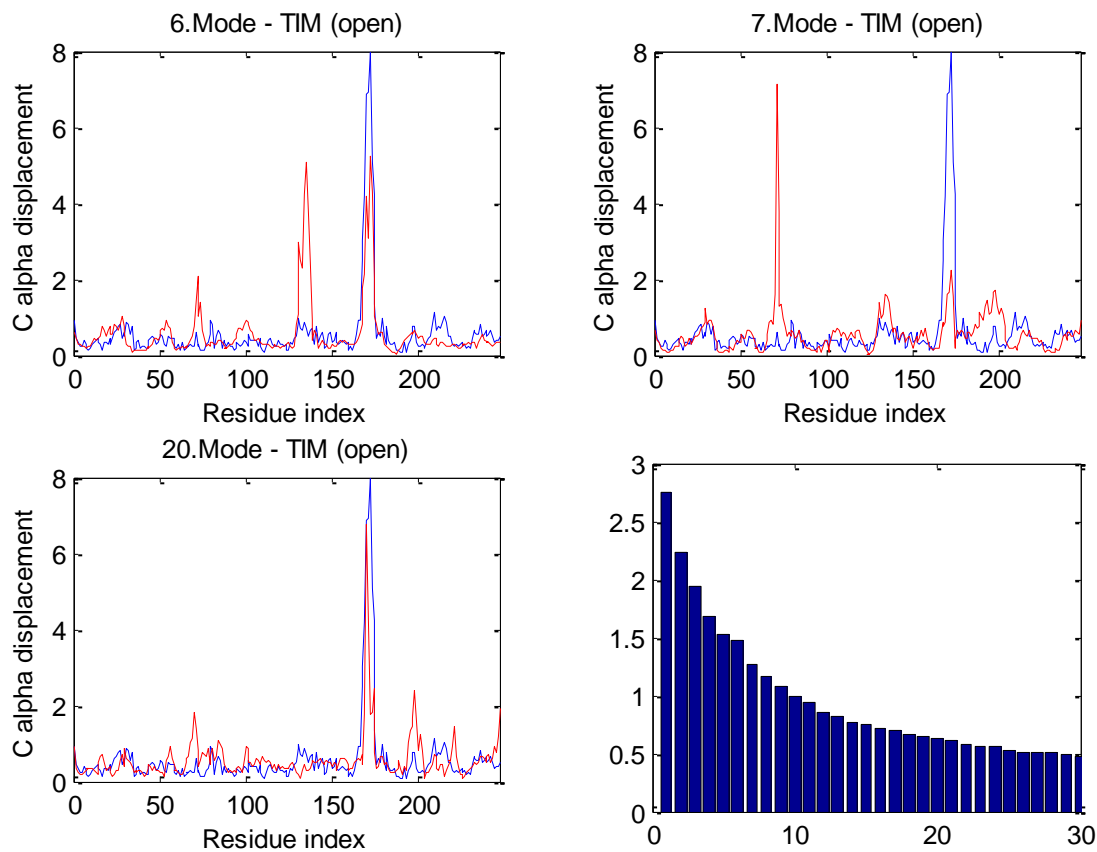 6.Mode - TIM (open)
C alpha displacement
8
6
4
2
0
0 50 100 150 200
Residue index
7.Mode - TIM (open)
C alpha displacement
8
6
4
2
0
0 50 100 150 200
Residue index
20.Mode - TIM (open)
C alpha displacement
8
6
4
2
0
0 50 100 150 200
Residue index
3
2.5
2
1.5
1
0.5
0
0 10 20 30